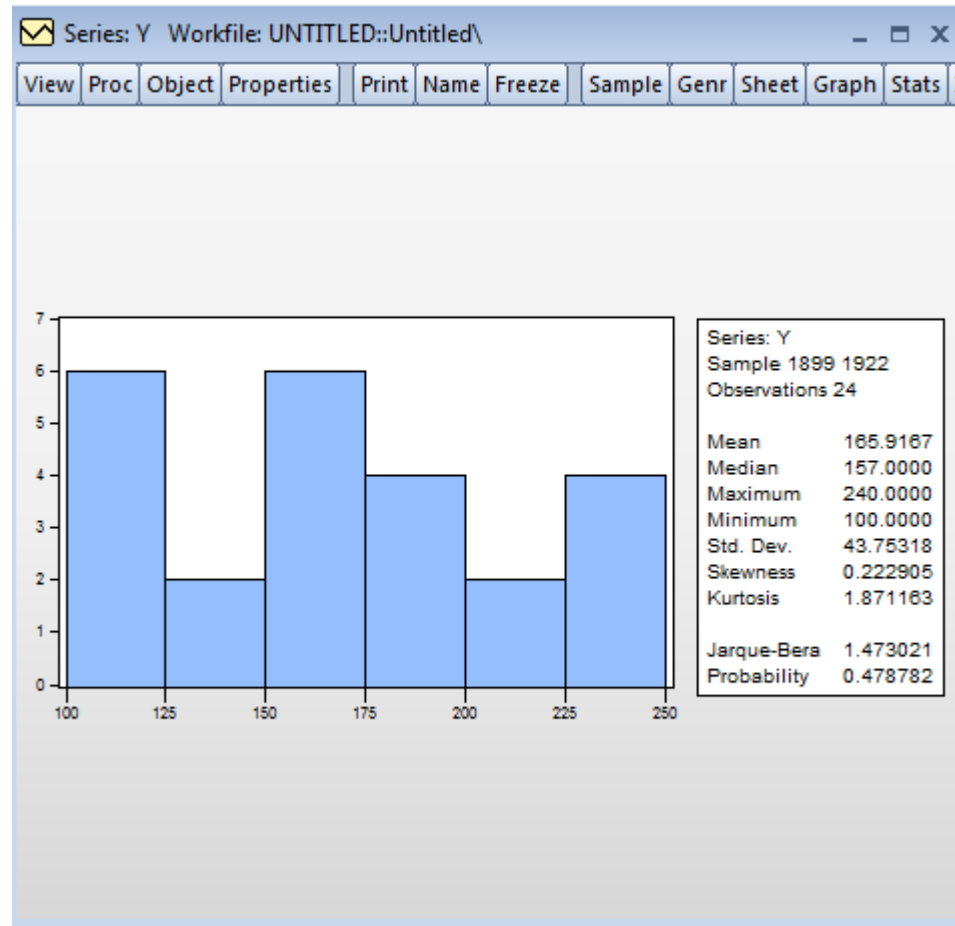 Series: Y Workfile: UNTITLED::Untitled\
View Proc Object Properties Print Name Freeze Sample Genr Sheet Graph Stats
7
6
5
4
3
2
1
0
100 125 150 175 200 225 250
Series: Y
Sample 1899 1922
Observations 24
Mean 165.9167
Median 157.0000
Maximum 240.0000
Minimum 100.0000
Std. Dev. 43.75318
Skewness 0.222905
Kurtosis 1.871163
Jarque-Bera 1.473021
Probability 0.478782